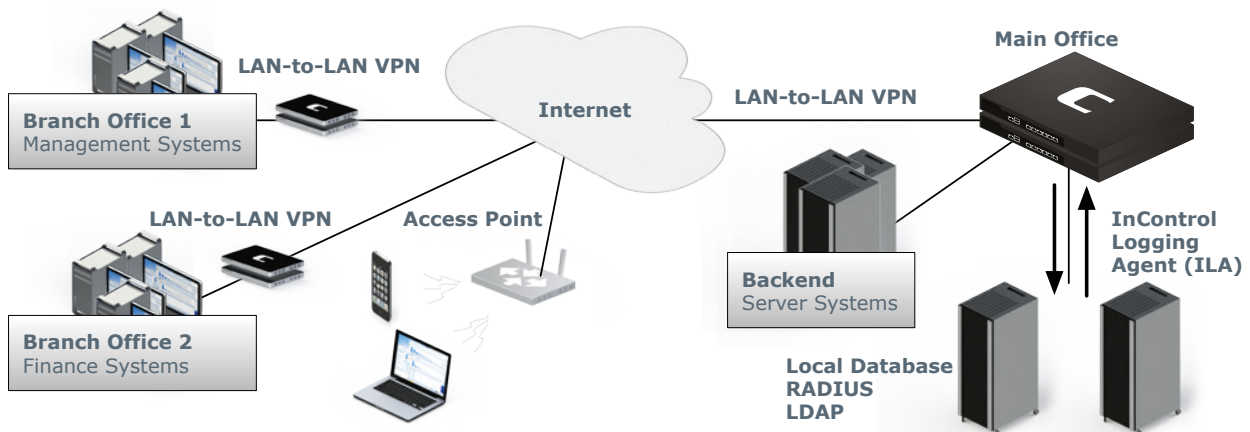 LAN-to-LAN VPN
Branch Office 1
Management Systems
Internet
LAN-to-LAN VPN
Main Office
LAN-to-LAN VPN
Branch Office 2
Finance Systems
Access Point
Backend
Server Systems
InControl
Logging
Agent (ILA)
Local Database
RADIUS
LDAP